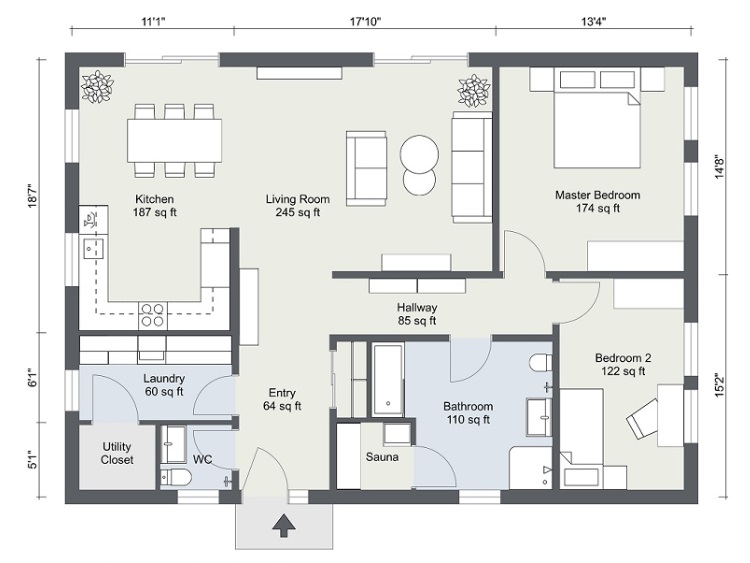 11'1"
17'10"
13'4"
18'7"
14'8"
Kitchen
187 sq ft
Living Room
245 sq ft
Master Bedroom
174 sq ft
Hallway
85 sq ft
Bedroom 2
122 sq ft
6'1"
Laundry
60 sq ft
Entry
64 sq ft
Bathroom
110 sq ft
15'2"
5'1"
Utility
Closet
WC
Sauna